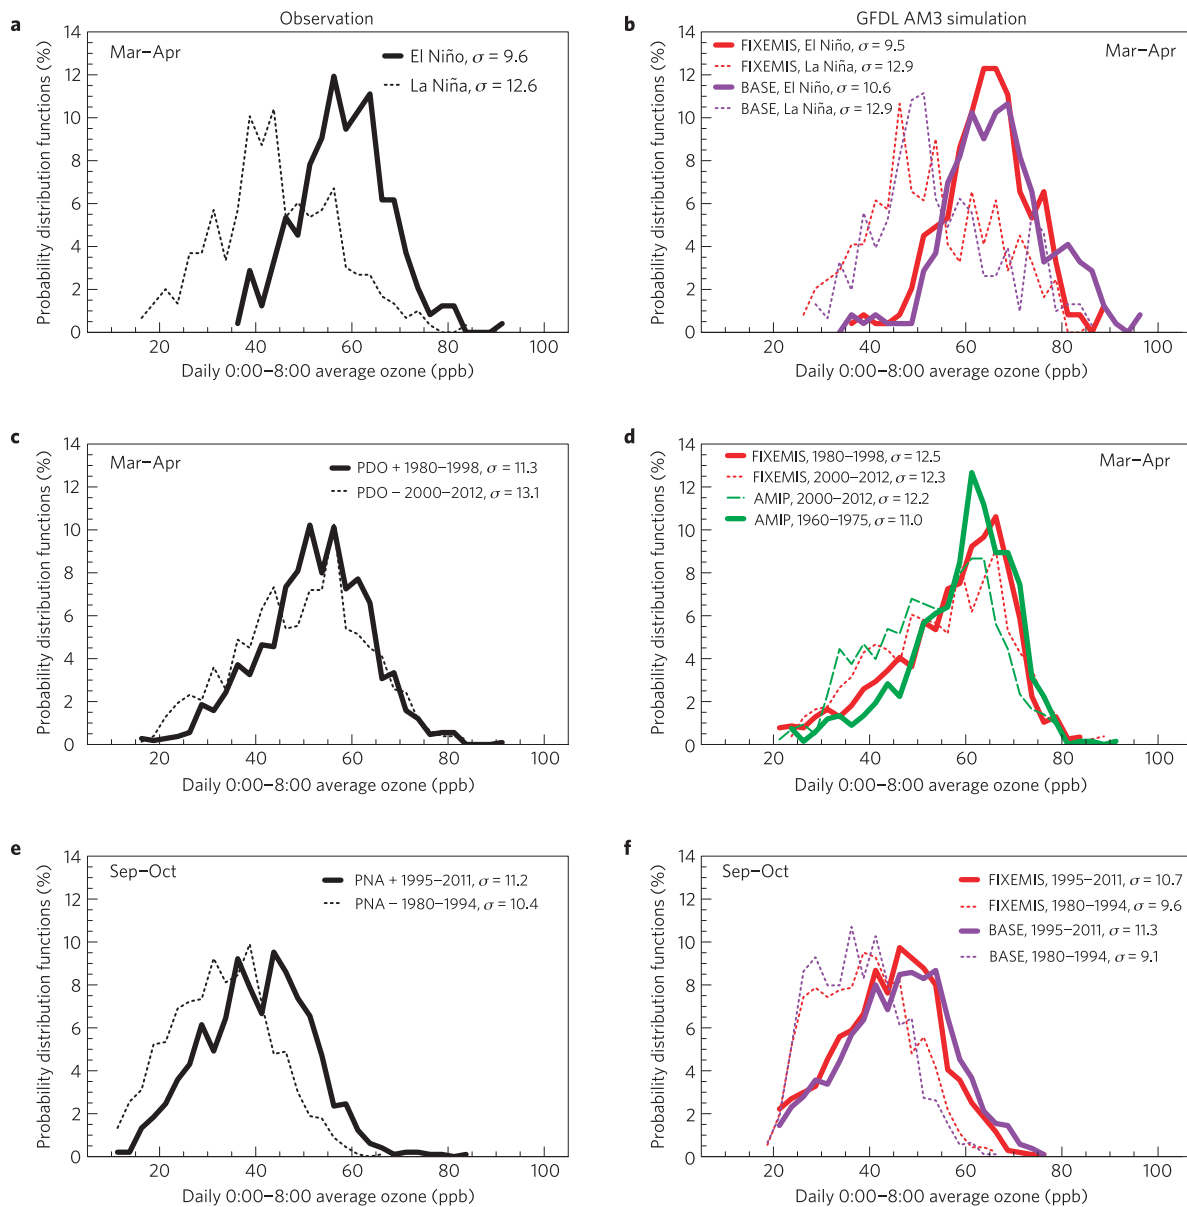 a
Observation
Mar–Apr
El Niño, σ = 9.6
La Niña, σ = 12.6
Probability distribution functions (%)
14
12
10
8
6
4
2
0
20
40
60
80
100
Daily 0:00–8:00 average ozone (ppb)
b
GFDL AM3 simulation
FIXEMIS, El Niño, σ = 9.5
FIXEMIS, La Niña, σ = 12.9
BASE, El Niño, σ = 10.6
BASE, La Niña, σ = 12.9
Mar–Apr
Probability distribution functions (%)
14
12
10
8
6
4
2
0
20
40
60
80
100
Daily 0:00–8:00 average ozone (ppb)
c
Mar–Apr
PDO + 1980–1998, σ = 11.3
PDO – 2000–2012, σ = 13.1
Probability distribution functions (%)
14
12
10
8
6
4
2
0
20
40
60
80
100
Daily 0:00–8:00 average ozone (ppb)
d
FIXEMIS, 1980–1998, σ = 12.5
FIXEMIS, 2000–2012, σ = 12.3
AMIP, 2000–2012, σ = 12.2
AMIP, 1960–1975, σ = 11.0
Mar–Apr
Probability distribution functions (%)
14
12
10
8
6
4
2
0
20
40
60
80
100
Daily 0:00–8:00 average ozone (ppb)
e
Sep–Oct
PNA + 1995–2011, σ = 11.2
PNA – 1980–1994, σ = 10.4
Probability distribution functions (%)
14
12
10
8
6
4
2
0
20
40
60
80
100
Daily 0:00–8:00 average ozone (ppb)
f
Sep–Oct
FIXEMIS, 1995–2011, σ = 10.7
FIXEMIS, 1980–1994, σ = 9.6
BASE, 1995–2011, σ = 11.3
BASE, 1980–1994, σ = 9.1
Probability distribution functions (%)
14
12
10
8
6
4
2
0
20
40
60
80
100
Daily 0:00–8:00 average ozone (ppb)